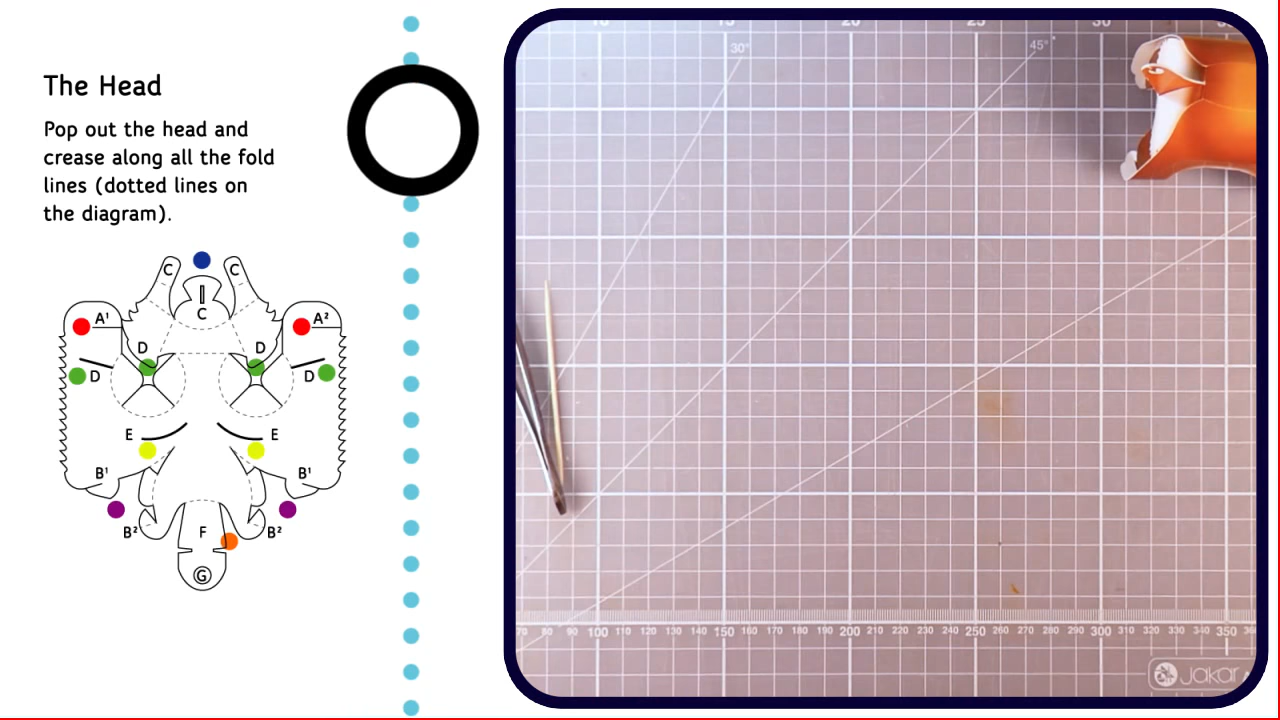 The Head
Pop out the head and
crease along all the fold
lines (dotted lines on
the diagram).
C C
C
A¹ A²
D D
D D
E E
B¹ B¹
B² F B²
G
15 20 25 30
30° 45°
70 80 90 100 110 120 130 140 150 160 170 180 190 200 210 220 230 240 250 260 270 280 290 300 310 320 330 340 350
Jakar